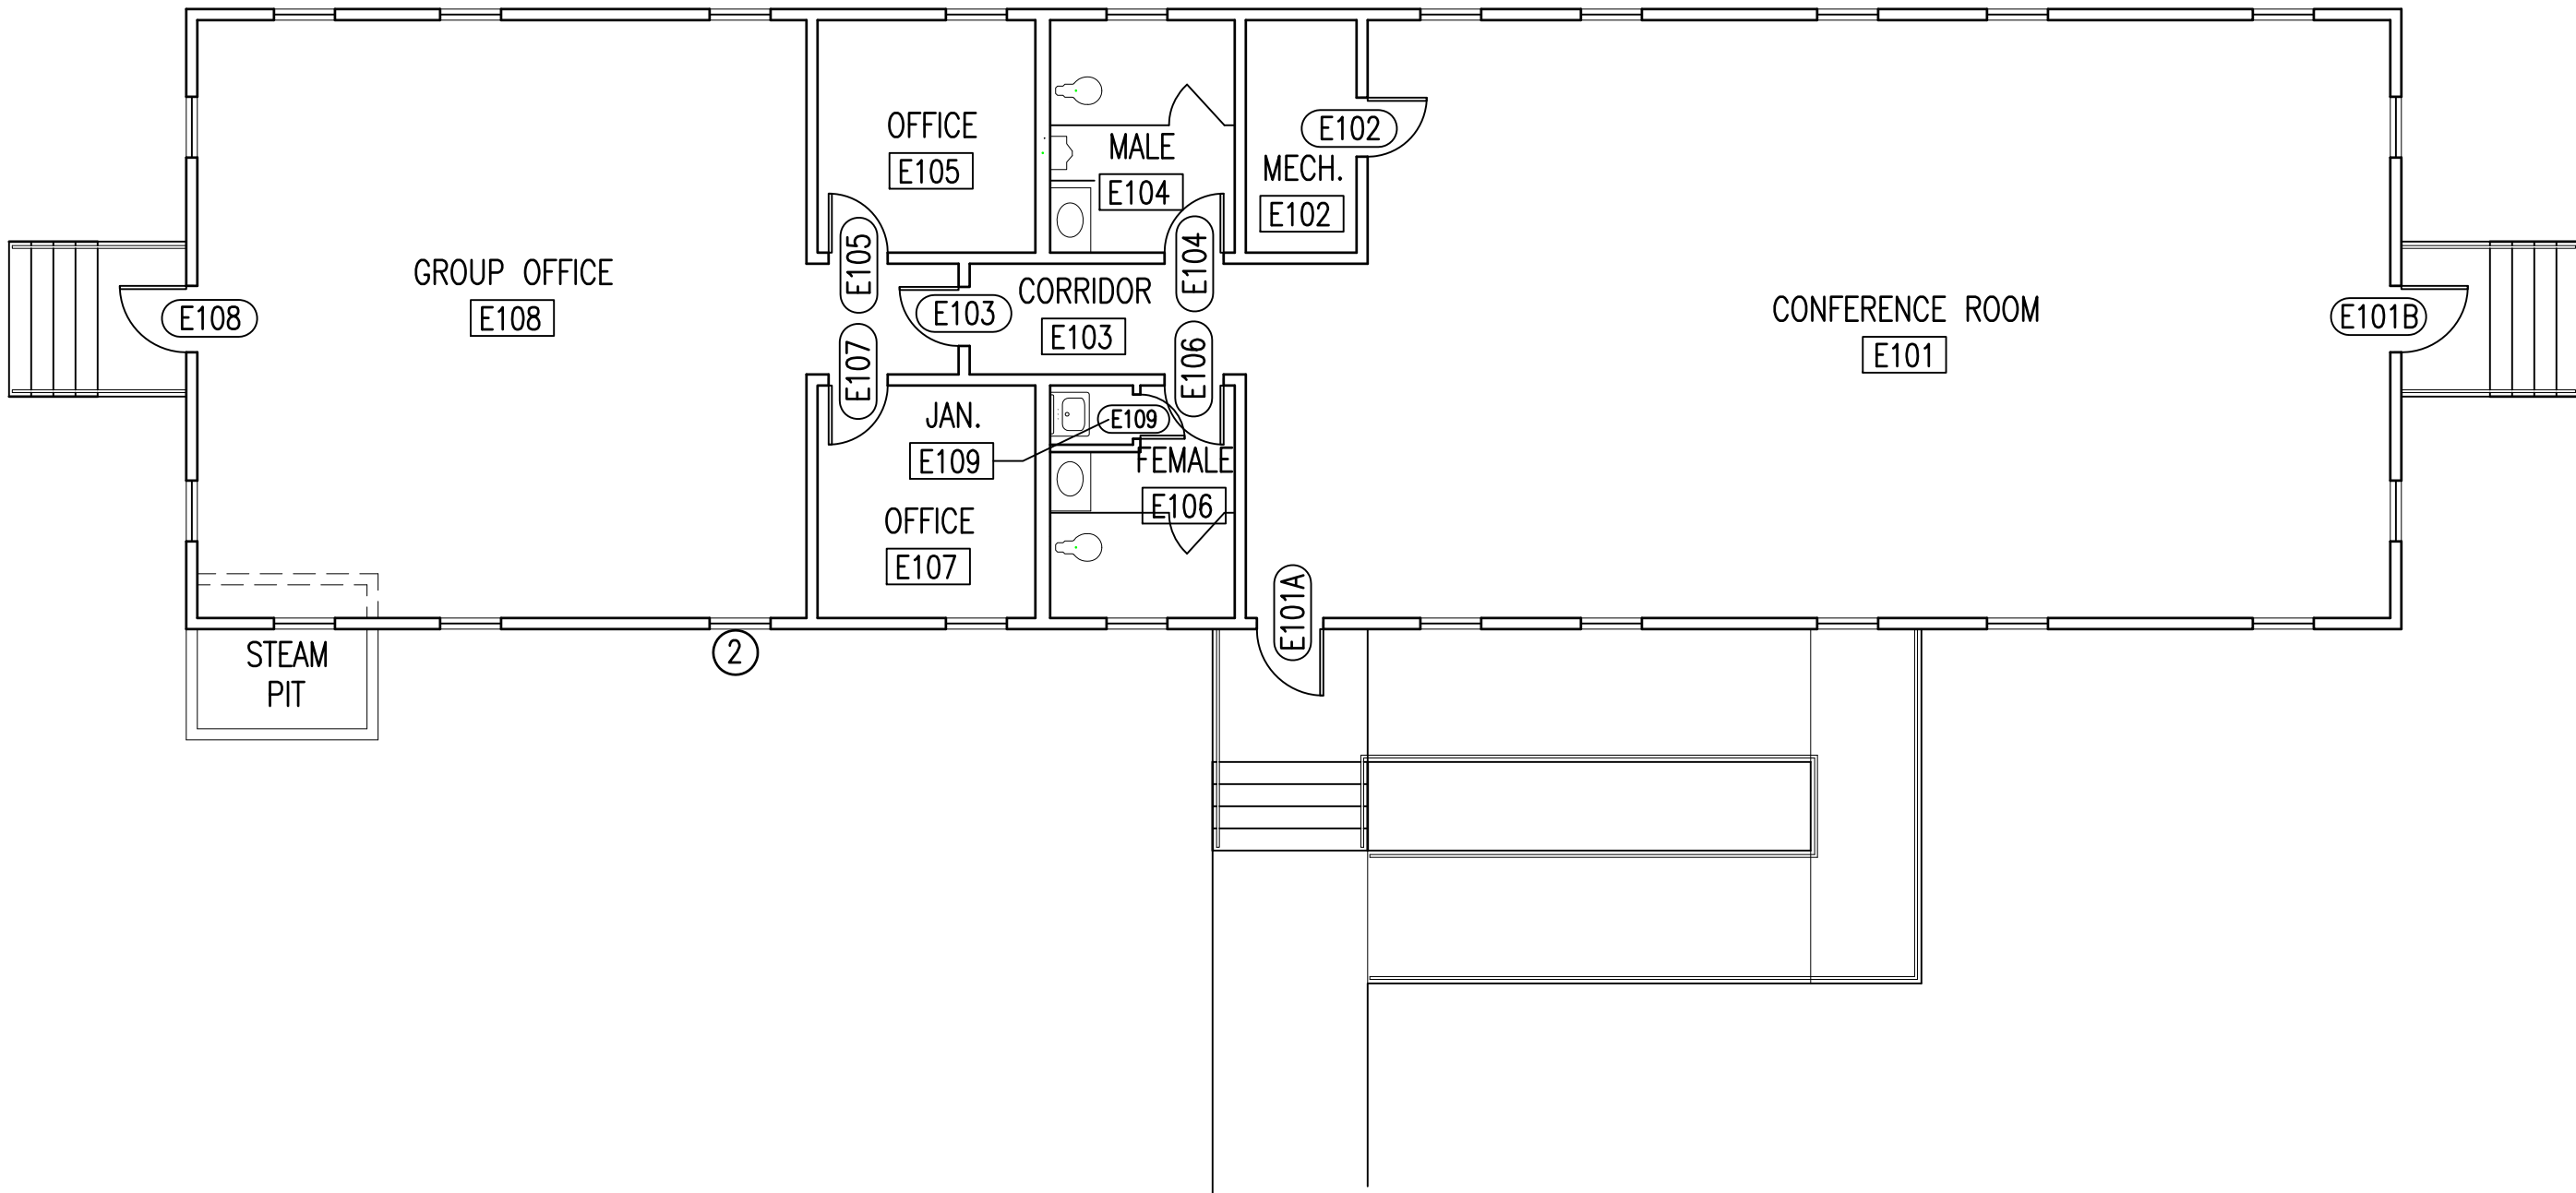 OFFICE
E105
MALE
E104
E102
MECH.
E102
E105
E104
GROUP OFFICE
E108
E108
E103
CORRIDOR
E103
CONFERENCE ROOM
E101
E101B
E107
E106
JAN.
E109
E109
FEMALE
E106
OFFICE
E107
E101A
STEAM
PIT
2